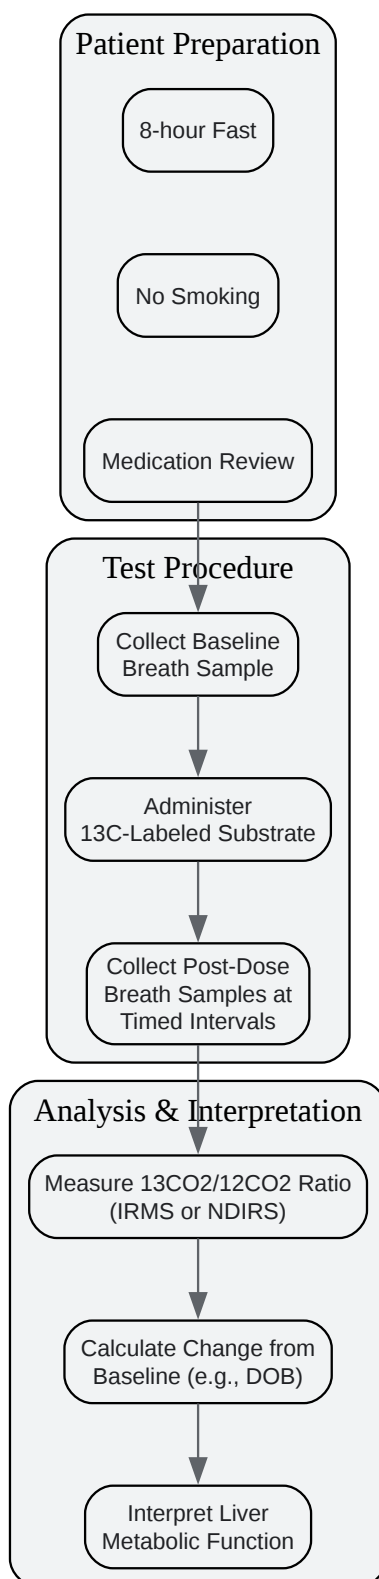 Patient Preparation
8-hour Fast
No Smoking
Medication Review
Test Procedure
Collect Baseline
Breath Sample
Administer
13C-Labeled Substrate
Collect Post-Dose
Breath Samples at
Timed Intervals
Analysis & Interpretation
Measure 13CO2/12CO2 Ratio
(IRMS or NDIRS)
Calculate Change from
Baseline (e.g., DOB)
Interpret Liver
Metabolic Function